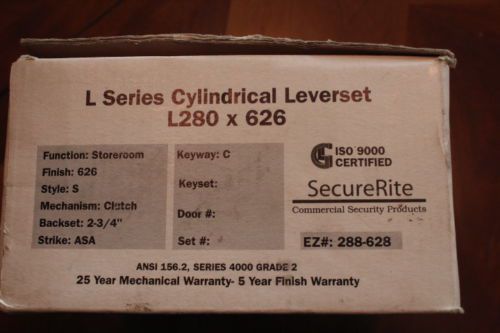 L Series Cylindrical Leverset
L280 x 626
Function: Storeroom
Finish: 626
Style: S
Mechanism: Clutch
Backset: 2-3/4"
Strike: ASA
Keyway: C
Keyset:
Door #:
Set #:
ISO 9000
CERTIFIED
SecureRite
Commercial Security Products
EZ#: 288-628
ANSI 156.2, SERIES 4000 GRADE 2
25 Year Mechanical Warranty- 5 Year Finish Warranty